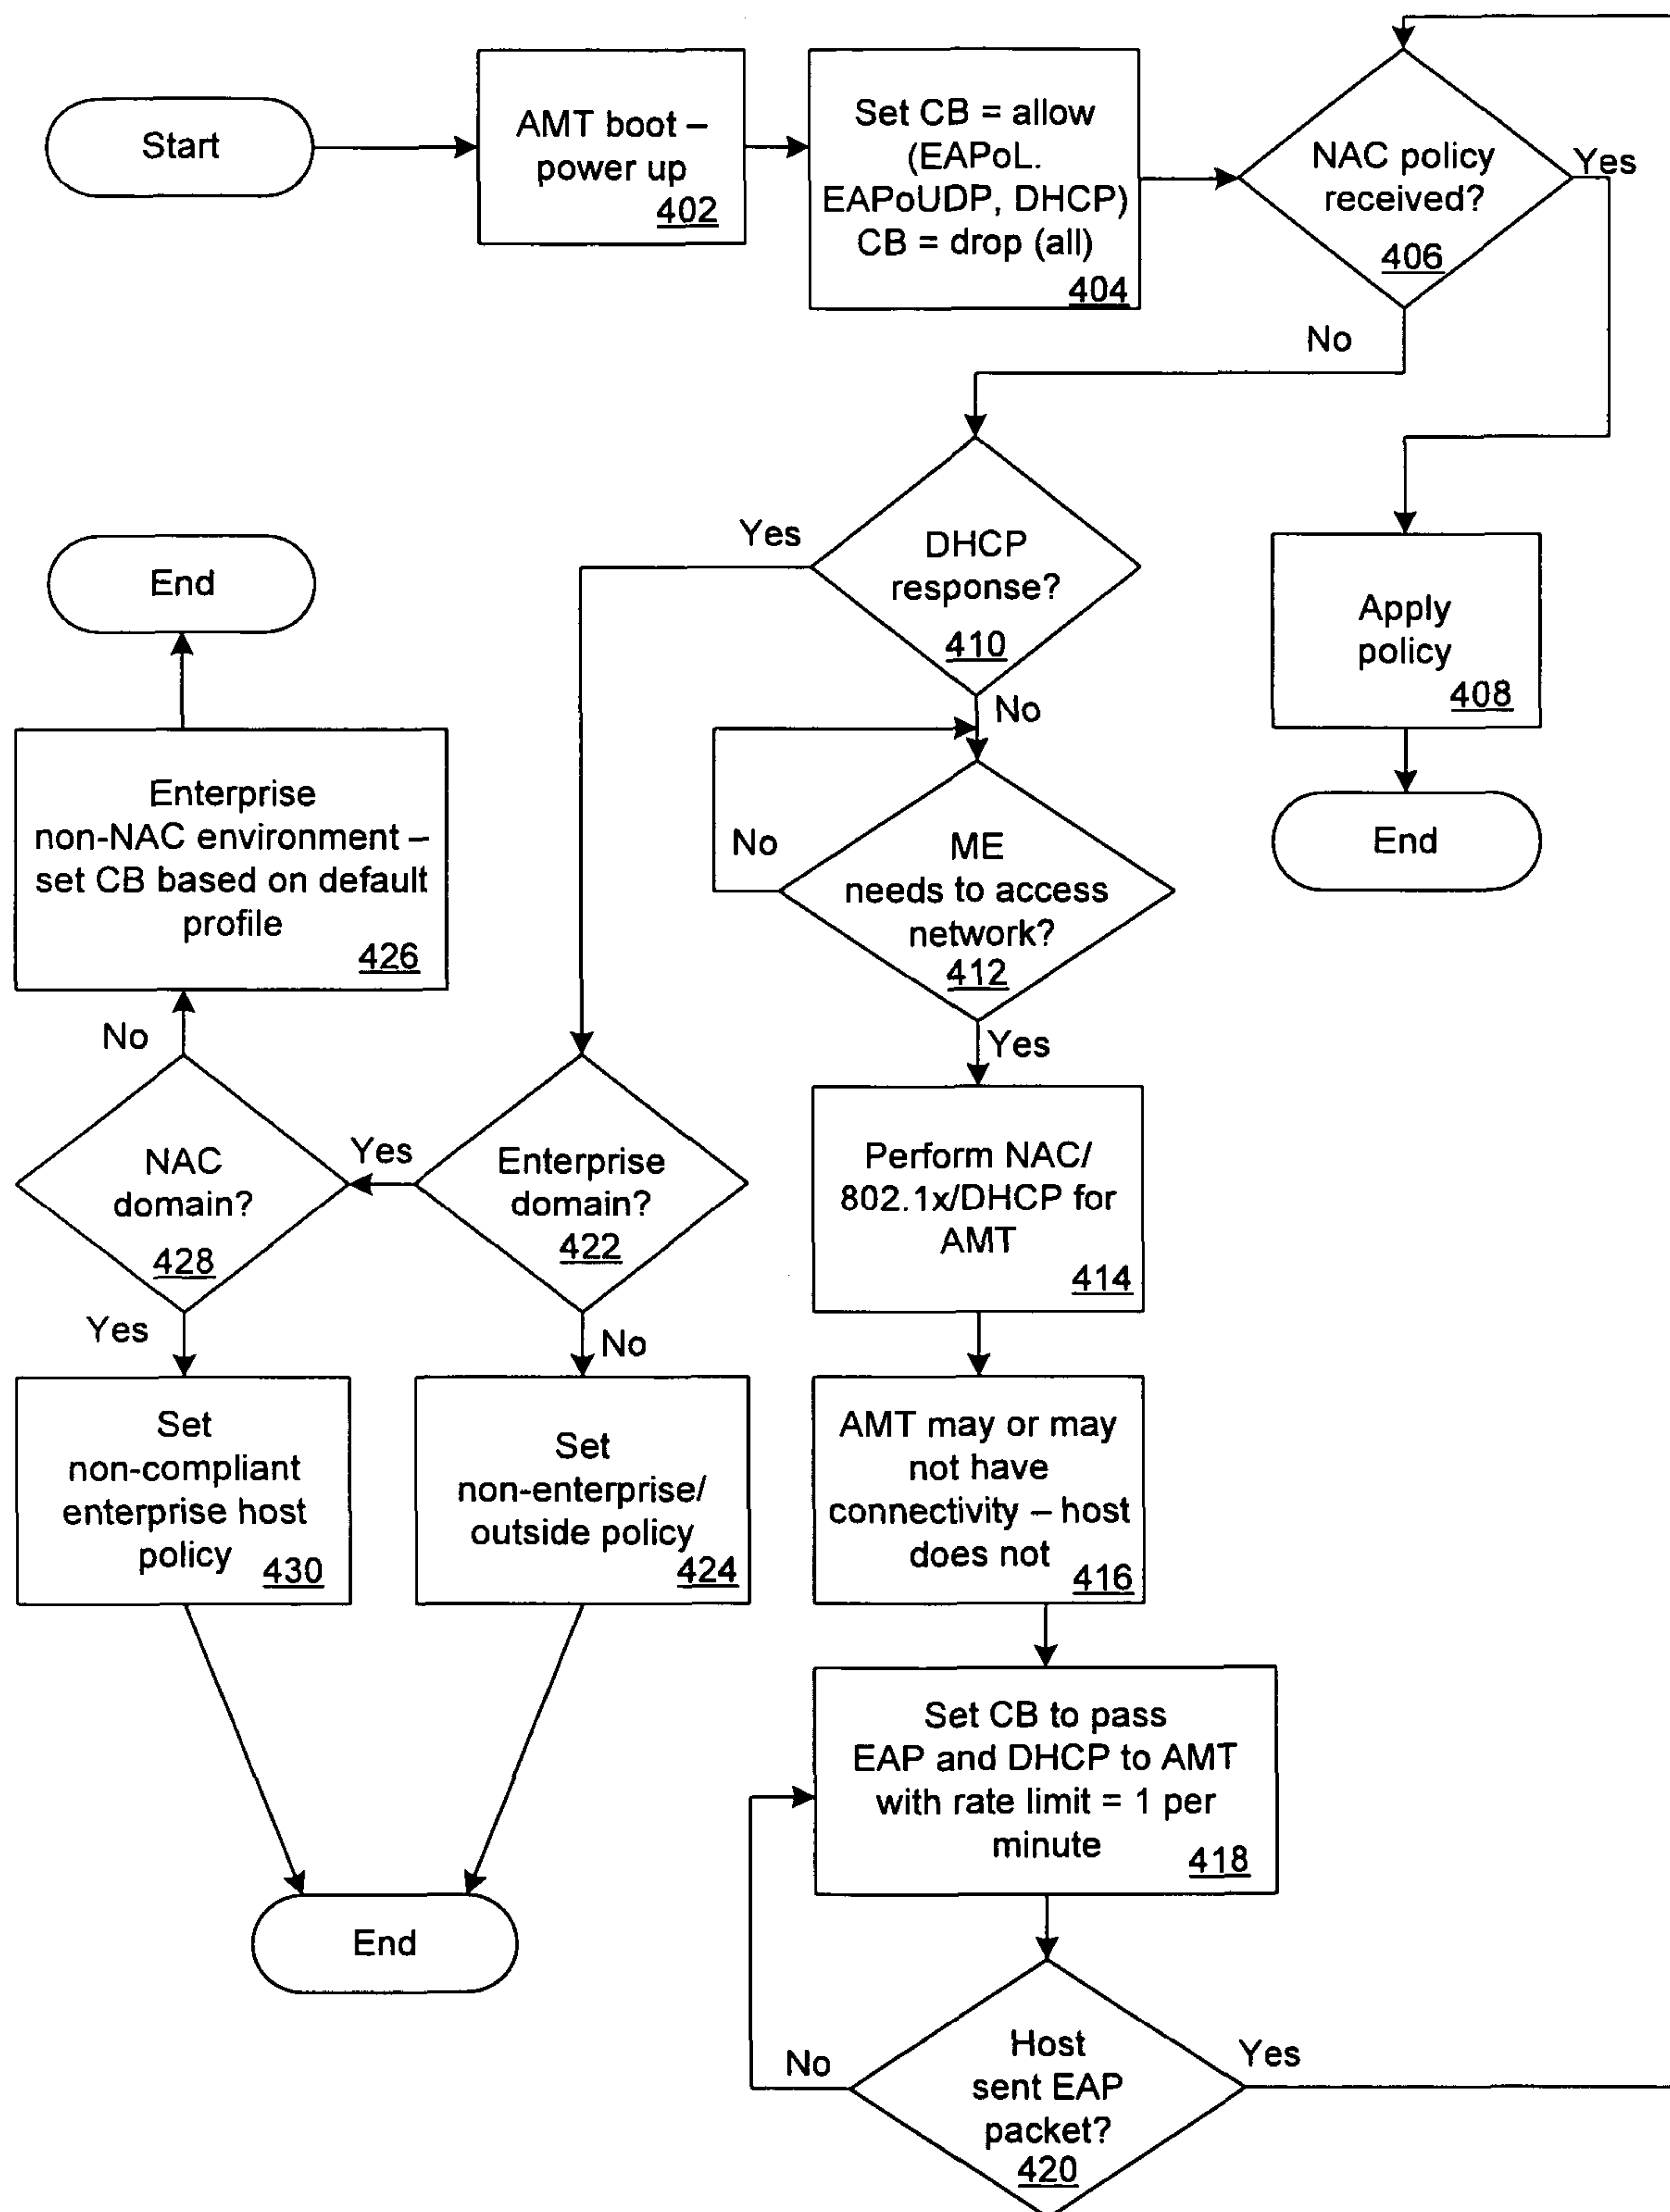 Start
AMT boot –
power up
402
Set CB = allow
(EAPoL.
EAPoUDP, DHCP)
CB = drop (all)
404
NAC policy
received?
406
Yes
No
DHCP
response?
410
Yes
No
Apply
policy
408
End
End
ME
needs to access
network?
412
No
Yes
Enterprise
non-NAC environment –
set CB based on default
profile
426
No
NAC
domain?
428
Yes
Enterprise
domain?
422
Perform NAC/
802.1x/DHCP for
AMT
414
Yes
No
Set
non-compliant
enterprise host
policy
430
Set
non-enterprise/
outside policy
424
AMT may or may
not have
connectivity – host
does not
416
Set CB to pass
EAP and DHCP to AMT
with rate limit = 1 per
minute
418
End
Host
sent EAP
packet?
420
No
Yes